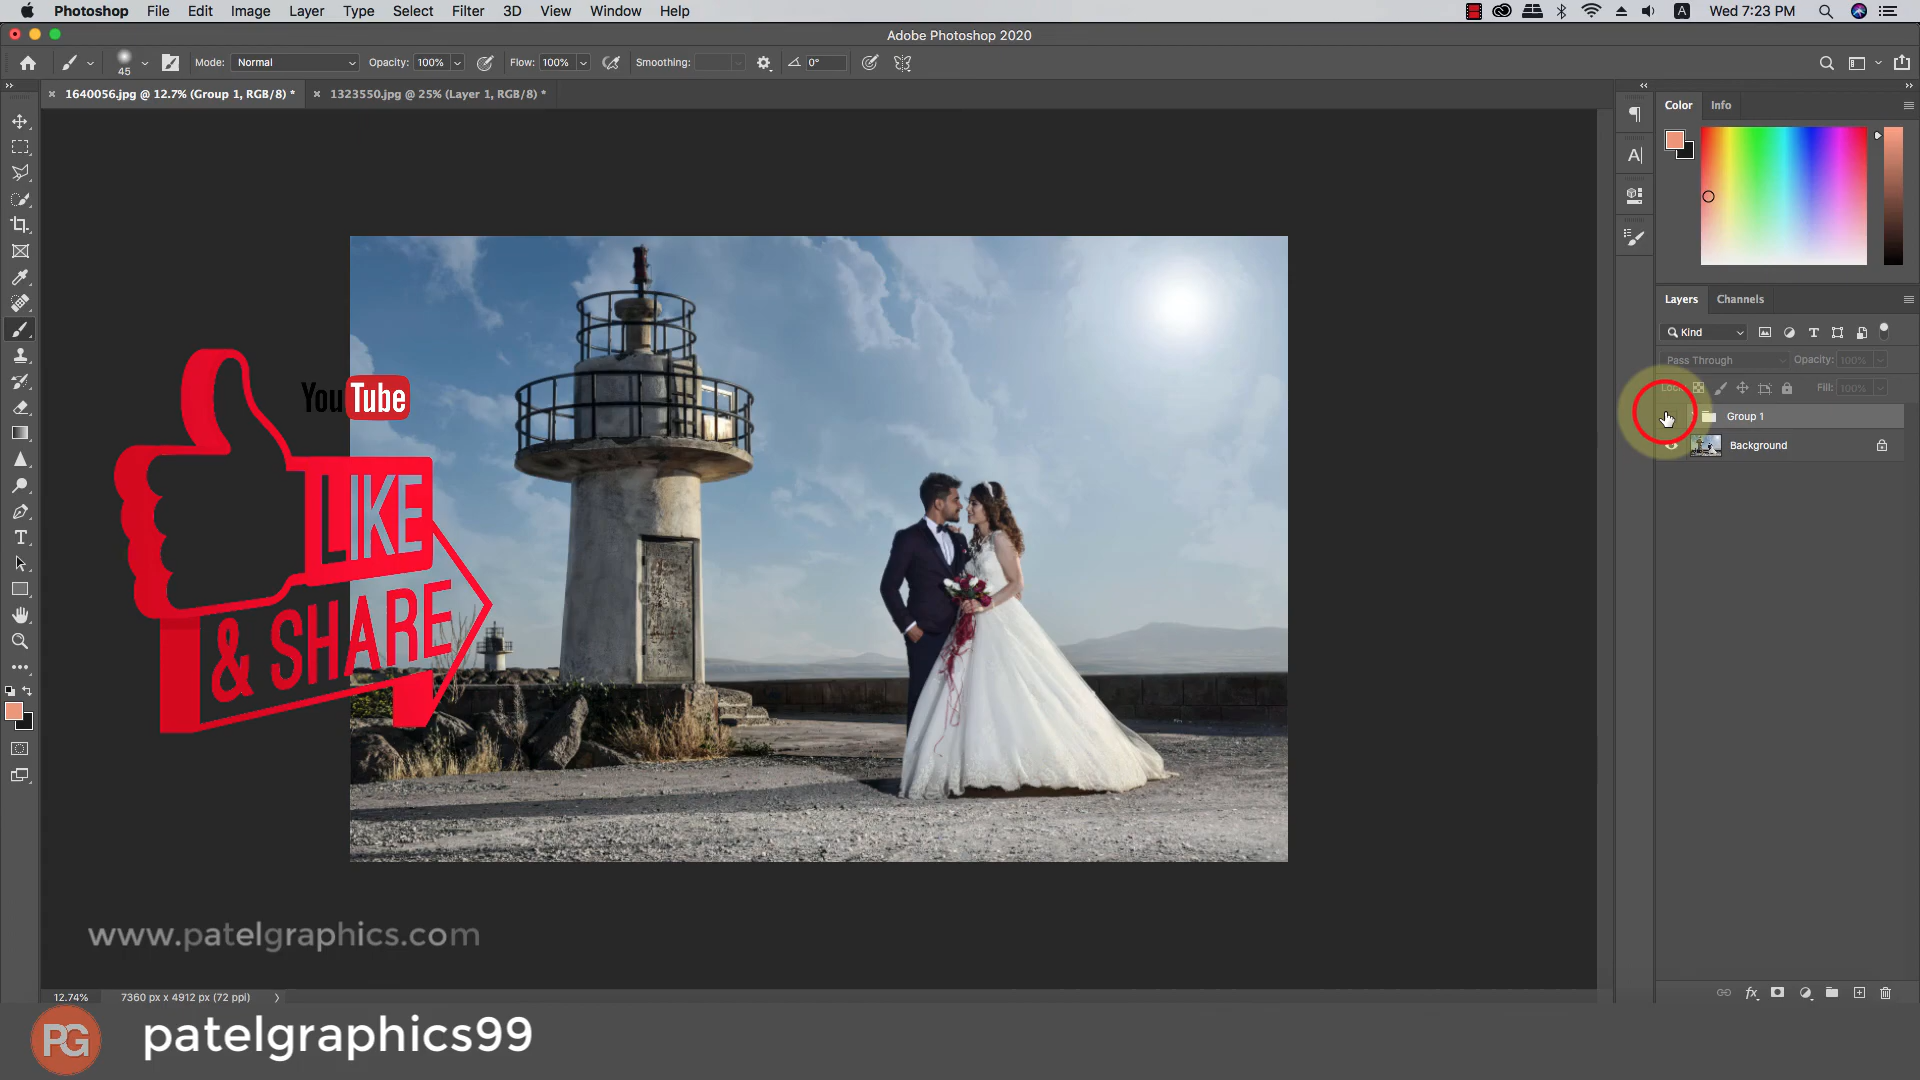 Photoshop File Edit Image Layer Type Select Filter 3D View Window Help A Wed 7:23 PM
Adobe Photoshop 2020
45 Mode: Normal Opacity: 100% Flow: 100% Smoothing: 0°
1640056.jpg @ 12.7% (Group 1, RGB/8) * 1323550.jpg @ 25% (Layer 1, RGB/8) *
Color Info
Layers Channels
Kind
Pass Through Opacity: 100%
Fill: 100%
Group 1
Background
YouTube
LIKE
& SHARE
www.patelgraphics.com
12.74% 7360 px x 4912 px (72 ppi)
PG patelgraphics99